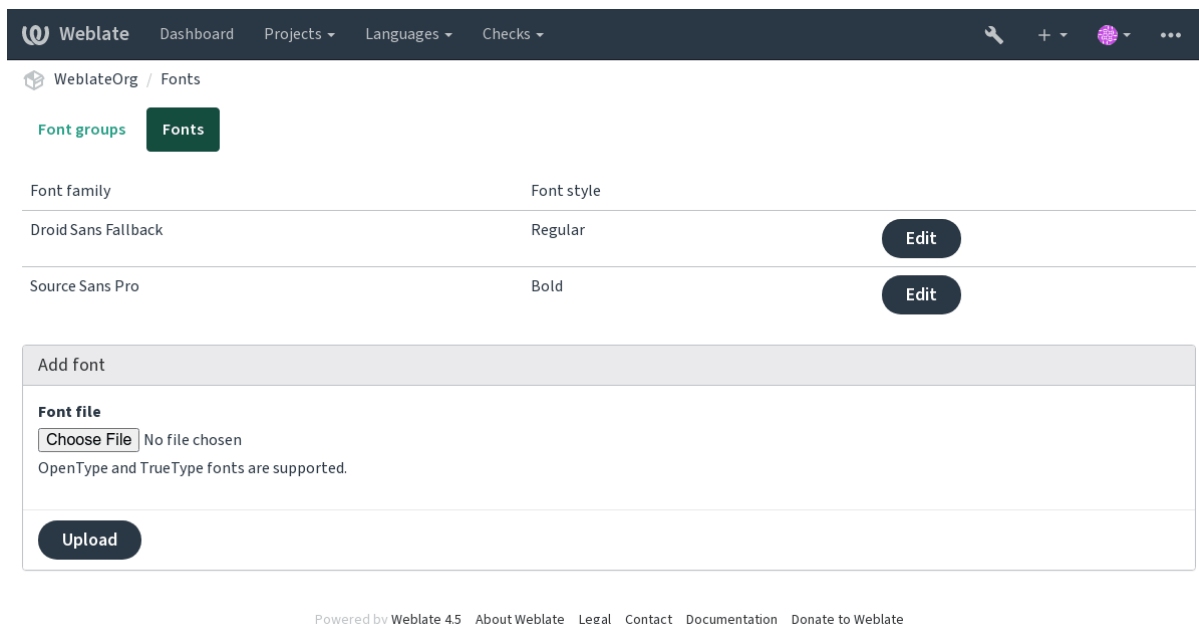 Weblate Dashboard Projects Languages Checks
WeblateOrg / Fonts
Font groups Fonts
Font family Font style
Droid Sans Fallback Regular Edit
Source Sans Pro Bold Edit
Add font
Font file
Choose File No file chosen
OpenType and TrueType fonts are supported.
Upload
Powered by Weblate 4.5 About Weblate Legal Contact Documentation Donate to Weblate